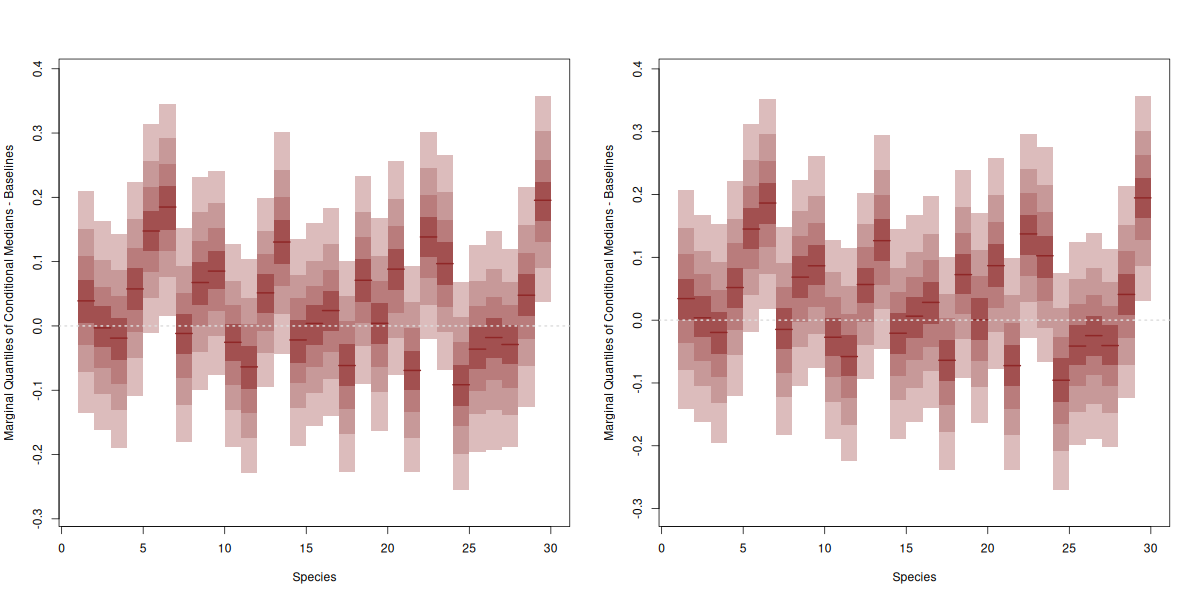 Marginal Quantiles of Conditional Medians - Baselines
0.4
0.3
0.2
0.1
0.0
-0.1
-0.2
-0.3
0 5 10 15 20 25 30
Species
Marginal Quantiles of Conditional Medians - Baselines
0.4
0.3
0.2
0.1
0.0
-0.1
-0.2
-0.3
0 5 10 15 20 25 30
Species